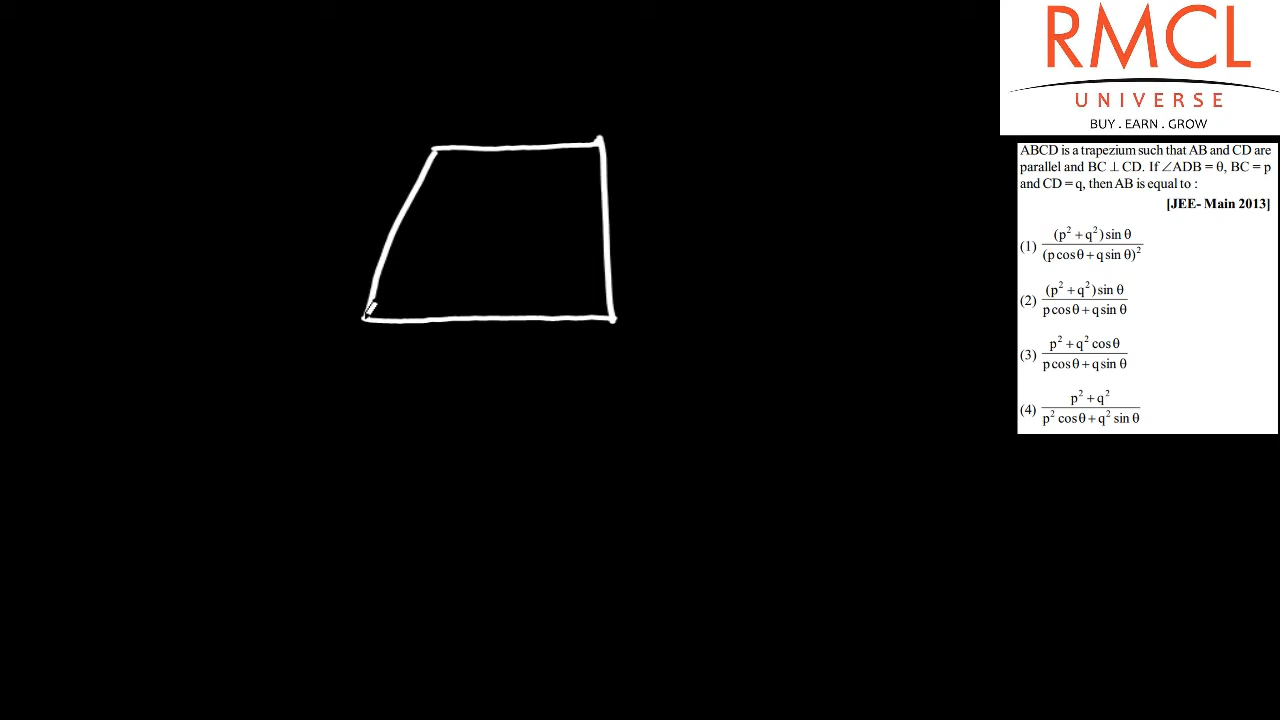 RMCL
UNIVERSE
BUY . EARN . GROW
ABCD is a trapezium such that AB and CD are
parallel and BC ⊥ CD. If ∠ADB = θ, BC = p
and CD = q, then AB is equal to :
[JEE- Main 2013]
(1) (p² + q²) sin θ / (p cos θ + q sin θ)²
(2) (p² + q²) sin θ / p cos θ + q sin θ
(3) p² + q² cos θ / p cos θ + q sin θ
(4) p² + q² / p² cos θ + q² sin θ